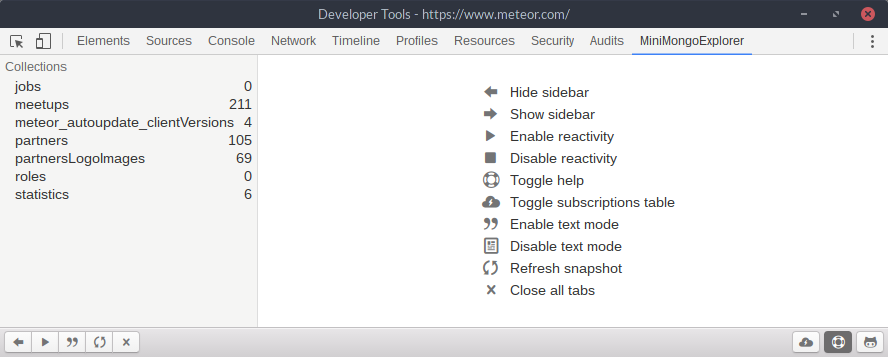 Developer Tools - https://www.meteor.com/
Elements Sources Console Network Timeline Profiles Resources Security Audits MiniMongoExplorer
Collections
jobs 0
meetups 211
meteor_autoupdate_clientVersions 4
partners 105
partnersLogoImages 69
roles 0
statistics 6
Hide sidebar
Show sidebar
Enable reactivity
Disable reactivity
Toggle help
Toggle subscriptions table
Enable text mode
Disable text mode
Refresh snapshot
Close all tabs